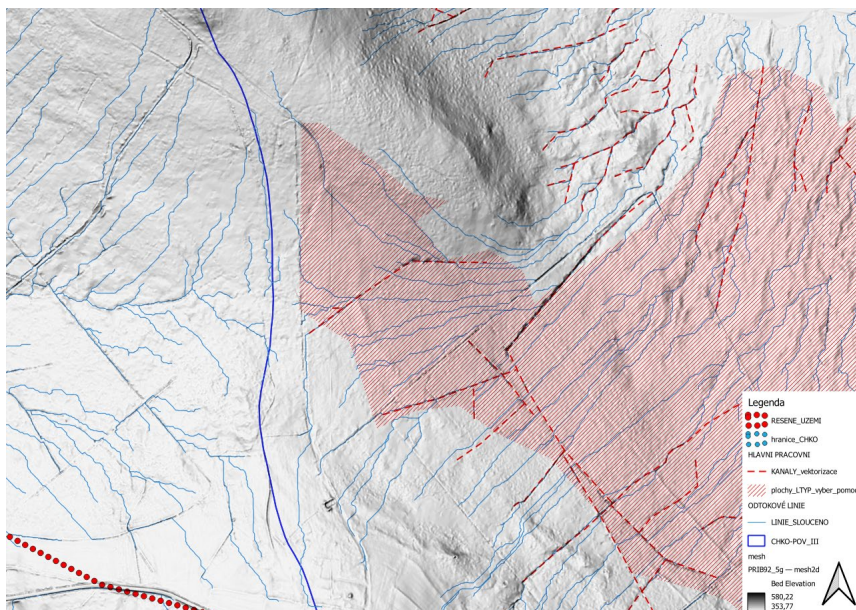 Legenda
RESENE_UZEMI
hranice_CHKO
HLAVNI PRACOVNI
KANALY_vektorizace
plochy_LTYP_vyber_pomoc
ODTOKOVÉ LINIE
LINIE_SLOUCENO
CHKO-POV_III
mesh
PRIB92_5g — mesh2d
Bed Elevation
580,22
353,77